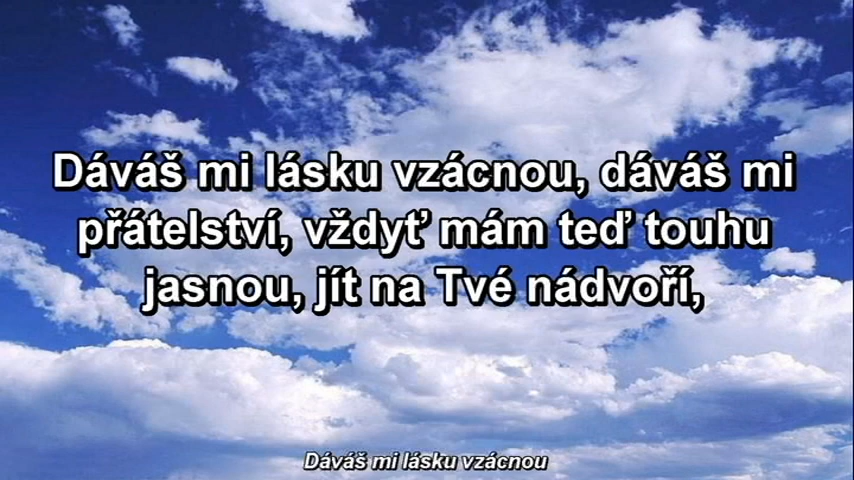 Dáváš mi lásku vzácnou, dáváš mi
přátelství, vždyť mám teď touhu
jasnou, jít na Tvé nádvoří,
Dáváš mi lásku vzácnou